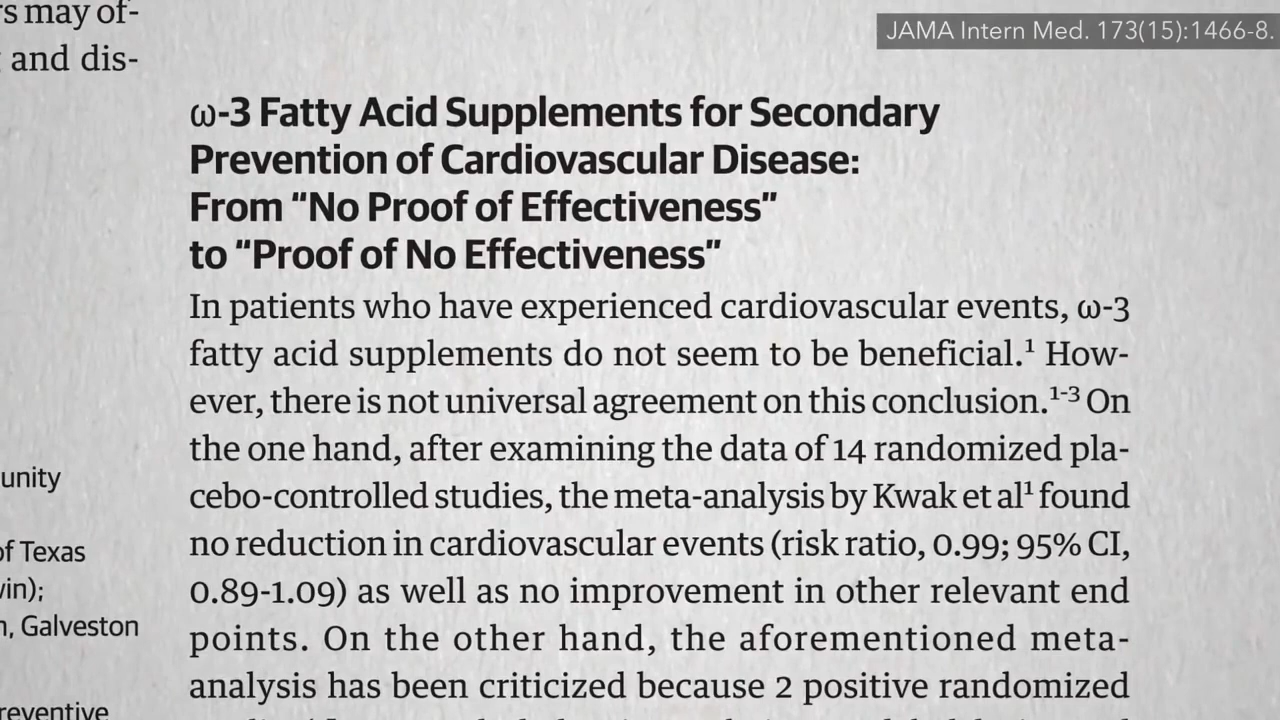 rs may of-
and dis-
JAMA Intern Med. 173(15):1466-8.
ω-3 Fatty Acid Supplements for Secondary
Prevention of Cardiovascular Disease:
From “No Proof of Effectiveness”
to “Proof of No Effectiveness”
In patients who have experienced cardiovascular events, ω-3
fatty acid supplements do not seem to be beneficial.¹ How-
ever, there is not universal agreement on this conclusion.¹⁻³ On
the one hand, after examining the data of 14 randomized pla-
cebo-controlled studies, the meta-analysis by Kwak et al¹ found
no reduction in cardiovascular events (risk ratio, 0.99; 95% CI,
0.89-1.09) as well as no improvement in other relevant end
points. On the other hand, the aforementioned meta-
analysis has been criticized because 2 positive randomized
unity
of Texas
vin);
n, Galveston
reventive